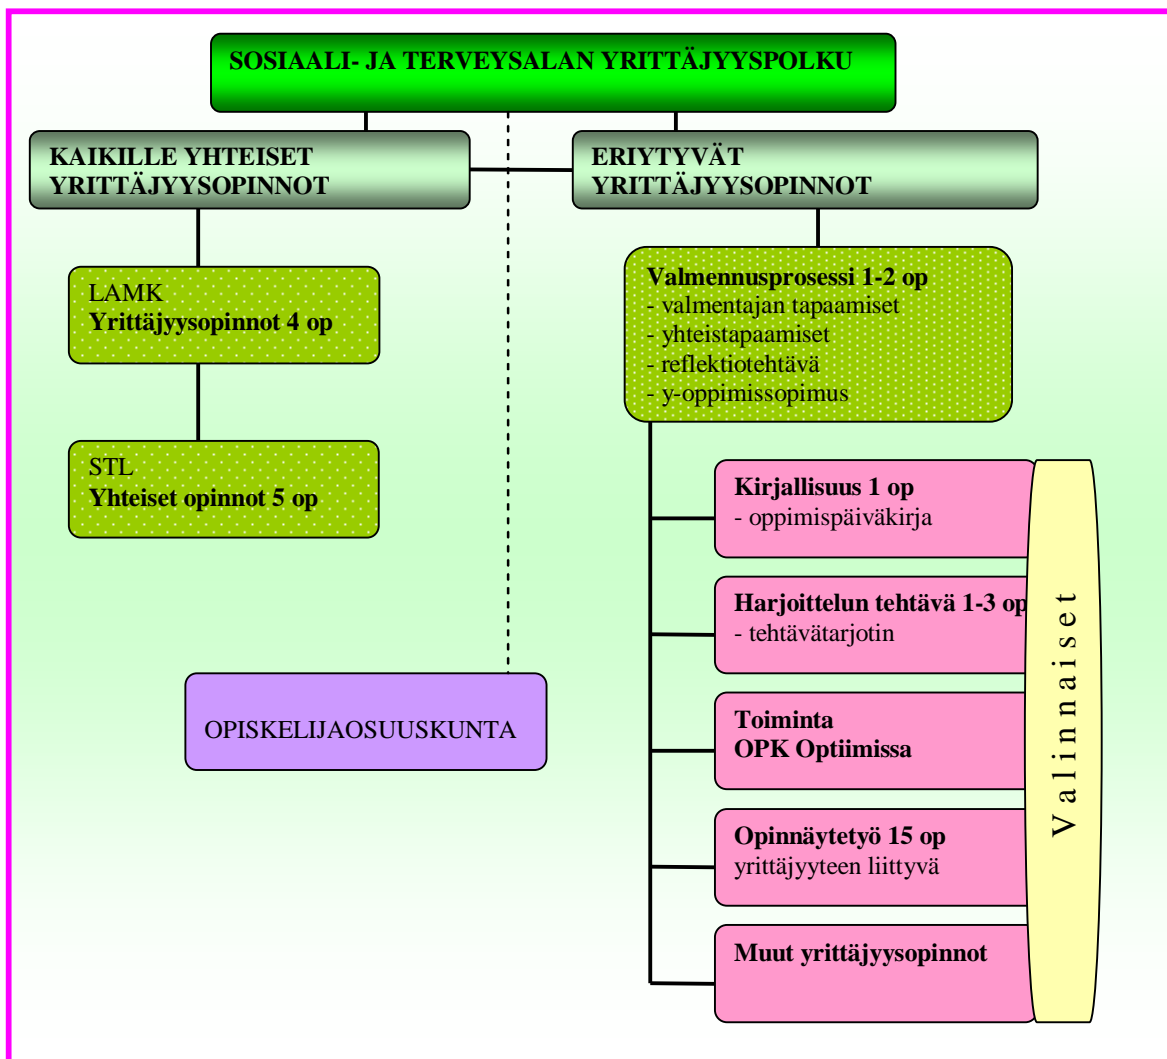 SOSIAALI- JA TERVEYSALAN YRITTÄJYYSPOLKU
KAIKILLE YHTEISET
YRITTÄJYYSOPINNOT
ERIYTYVÄT
YRITTÄJYYSOPINNOT
LAMK
Yrittäjyysopinnot 4 op
STL
Yhteiset opinnot 5 op
OPISKELIJAOSUUSKUNTA
Valmennusprosessi 1-2 op
- valmentajan tapaamiset
- yhteistapaamiset
- reflektiotehtävä
- y-oppimissopimus
Kirjallisuus 1 op
- oppimispäiväkirja
Harjoittelun tehtävä 1-3 op
- tehtävätarjotin
Toiminta
OPK Optiimissa
Opinnäytetyö 15 op
yrittäjyyteen liittyvä
Muut yrittäjyysopinnot
Valinnaiset